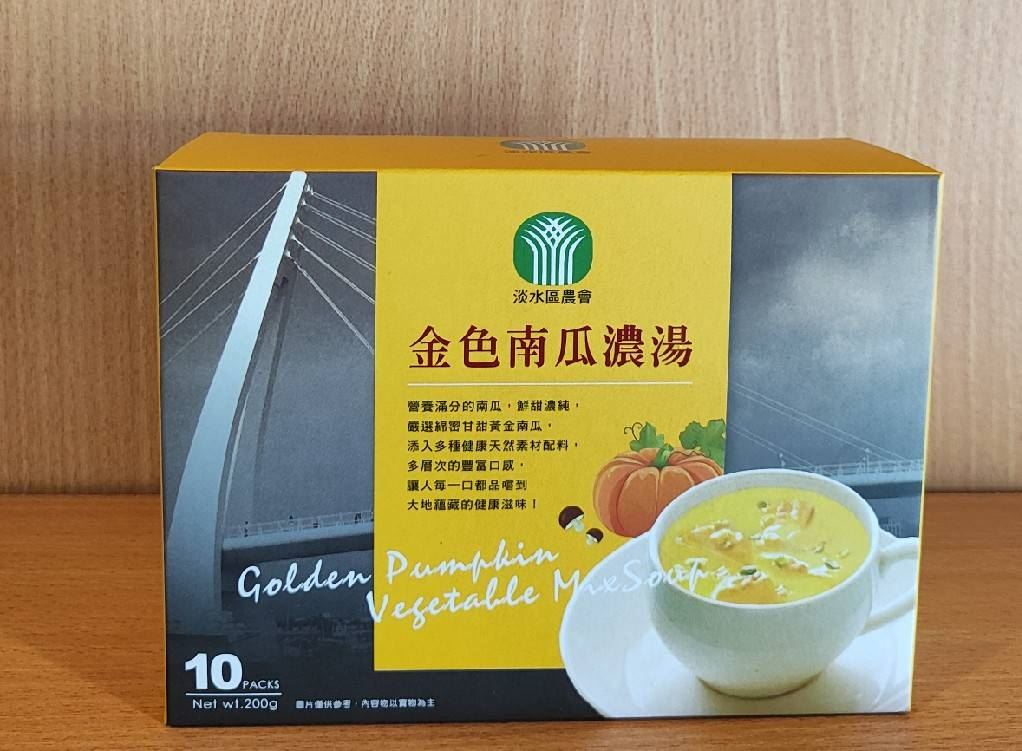 淡水區農會
金色南瓜濃湯
營養滿分的南瓜，鮮甜濃純，
嚴選綿密甘甜黃金南瓜，
添入多種健康天然素材配料，
多層次的豐富口感，
讓人每一口都品嚐到
大地蘊藏的健康滋味！
Golden Pumpkin
Vegetable MixSoup
10 PACKS
Net wt.200g
圖片僅供參考，內容物以實物為主